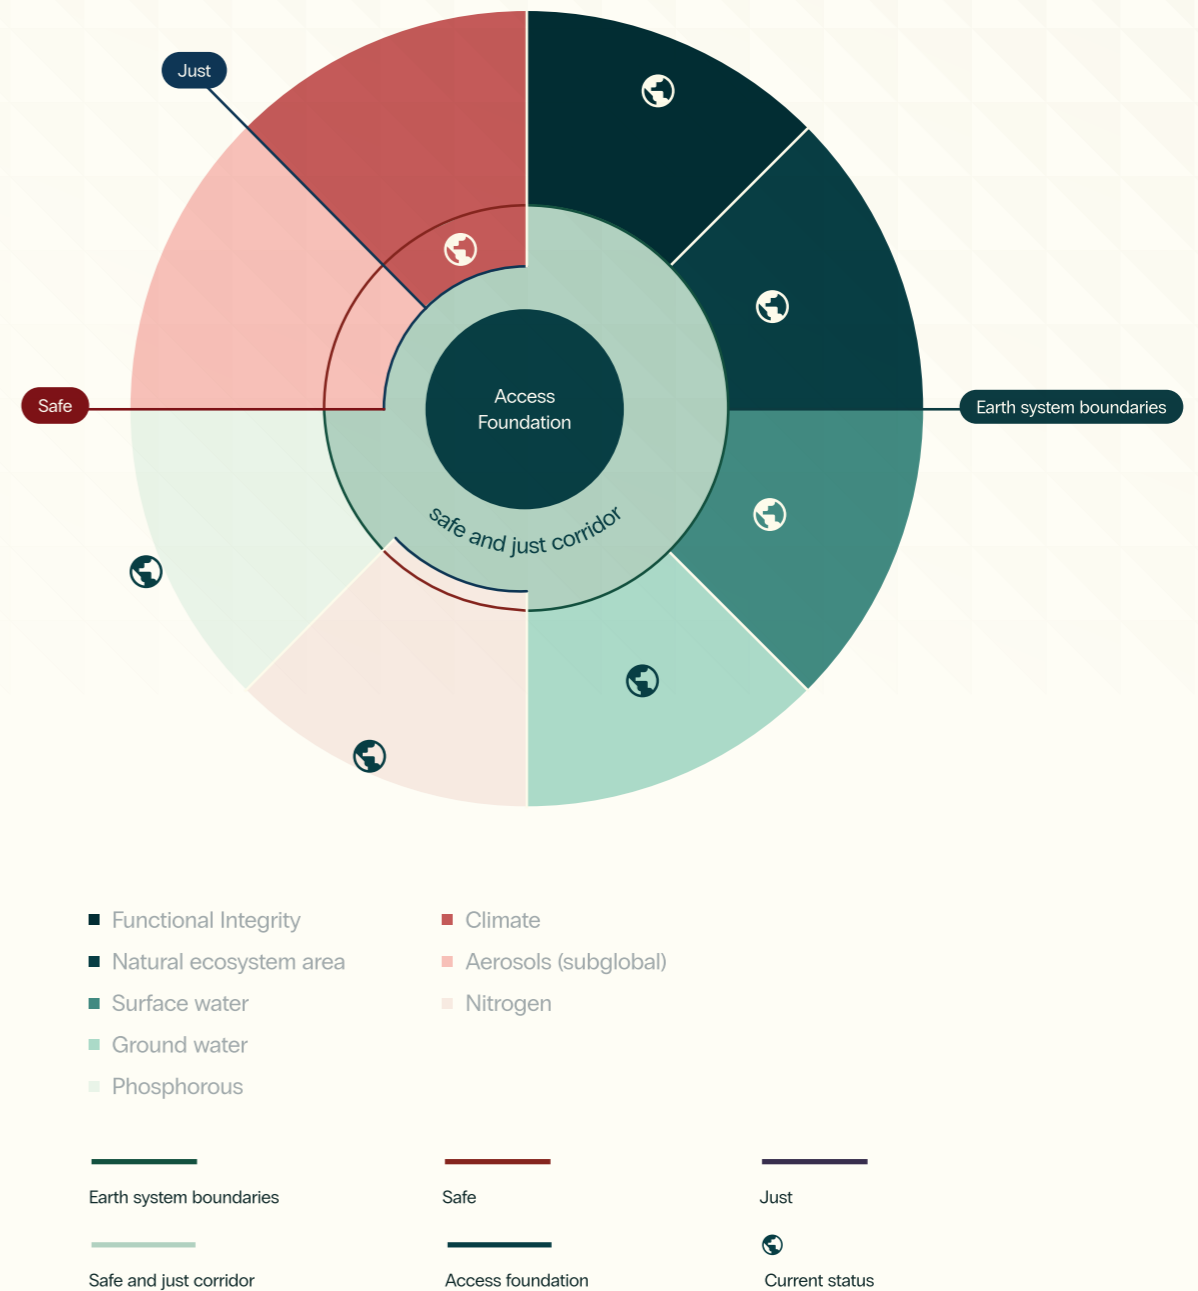 Just
Safe
Access
Foundation
Earth system boundaries
safe and just corridor
Functional Integrity
Natural ecosystem area
Surface water
Ground water
Phosphorous
Climate
Aerosols (subglobal)
Nitrogen
Earth system boundaries
Safe
Just
Safe and just corridor
Access foundation
Current status